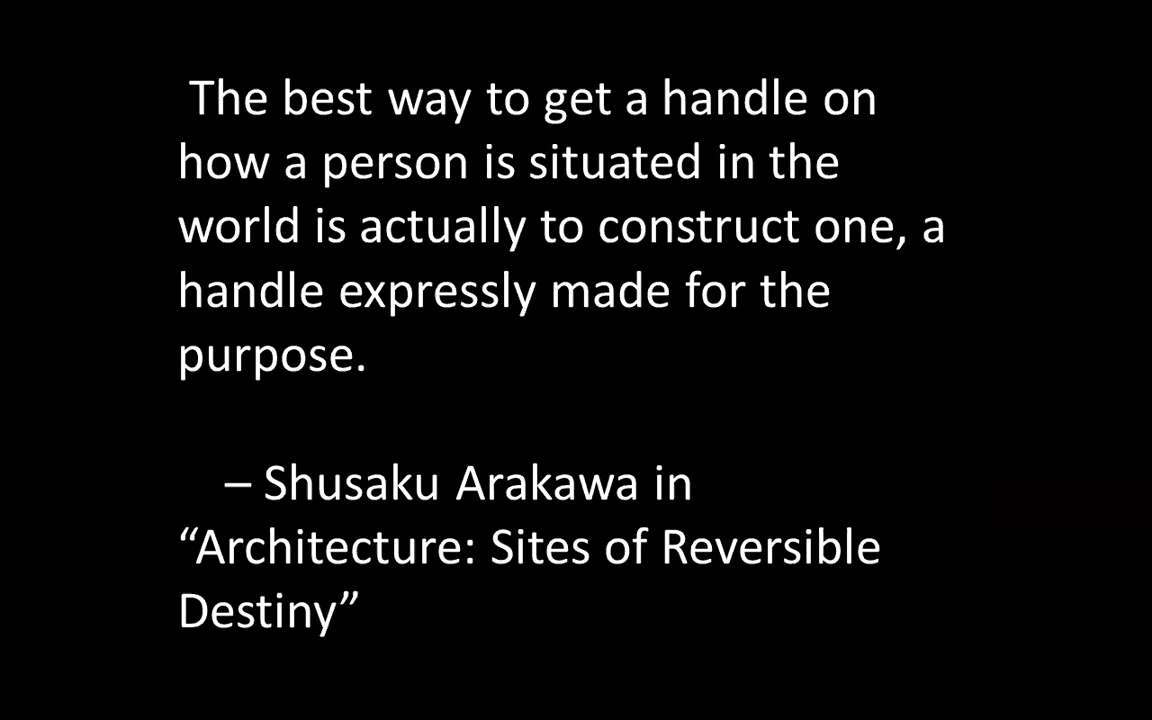 The best way to get a handle on
how a person is situated in the
world is actually to construct one, a
handle expressly made for the
purpose.
– Shusaku Arakawa in
“Architecture: Sites of Reversible
Destiny”